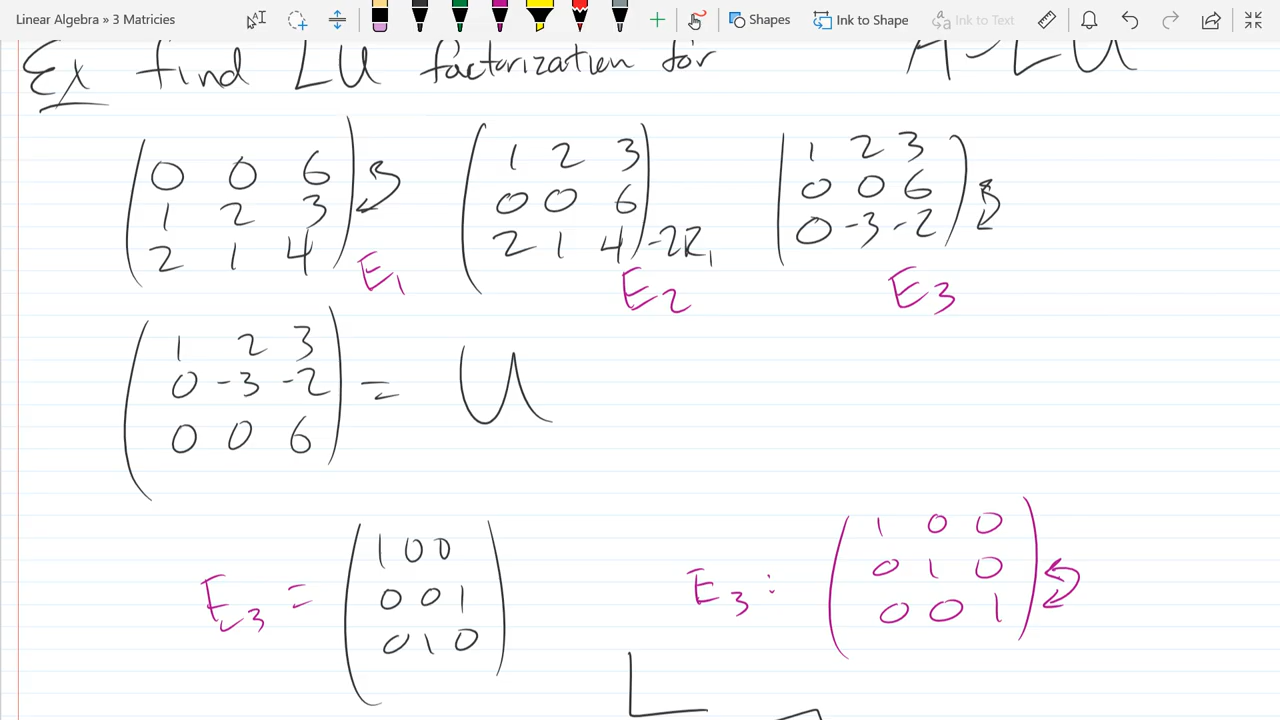 Linear Algebra » 3 Matricies
Shapes
Ink to Shape
Ink to Text
Ex find LU factorization for A = LU
0 0 6
1 2 3
2 1 4
E1
1 2 3
0 0 6
2 1 4 -2R1
E2
1 2 3
0 0 6
0 -3 -2
E3
1 2 3
0 -3 -2
0 0 6
= U
E3 =
1 0 0
0 0 1
0 1 0
E3 :
1 0 0
0 1 0
0 0 1